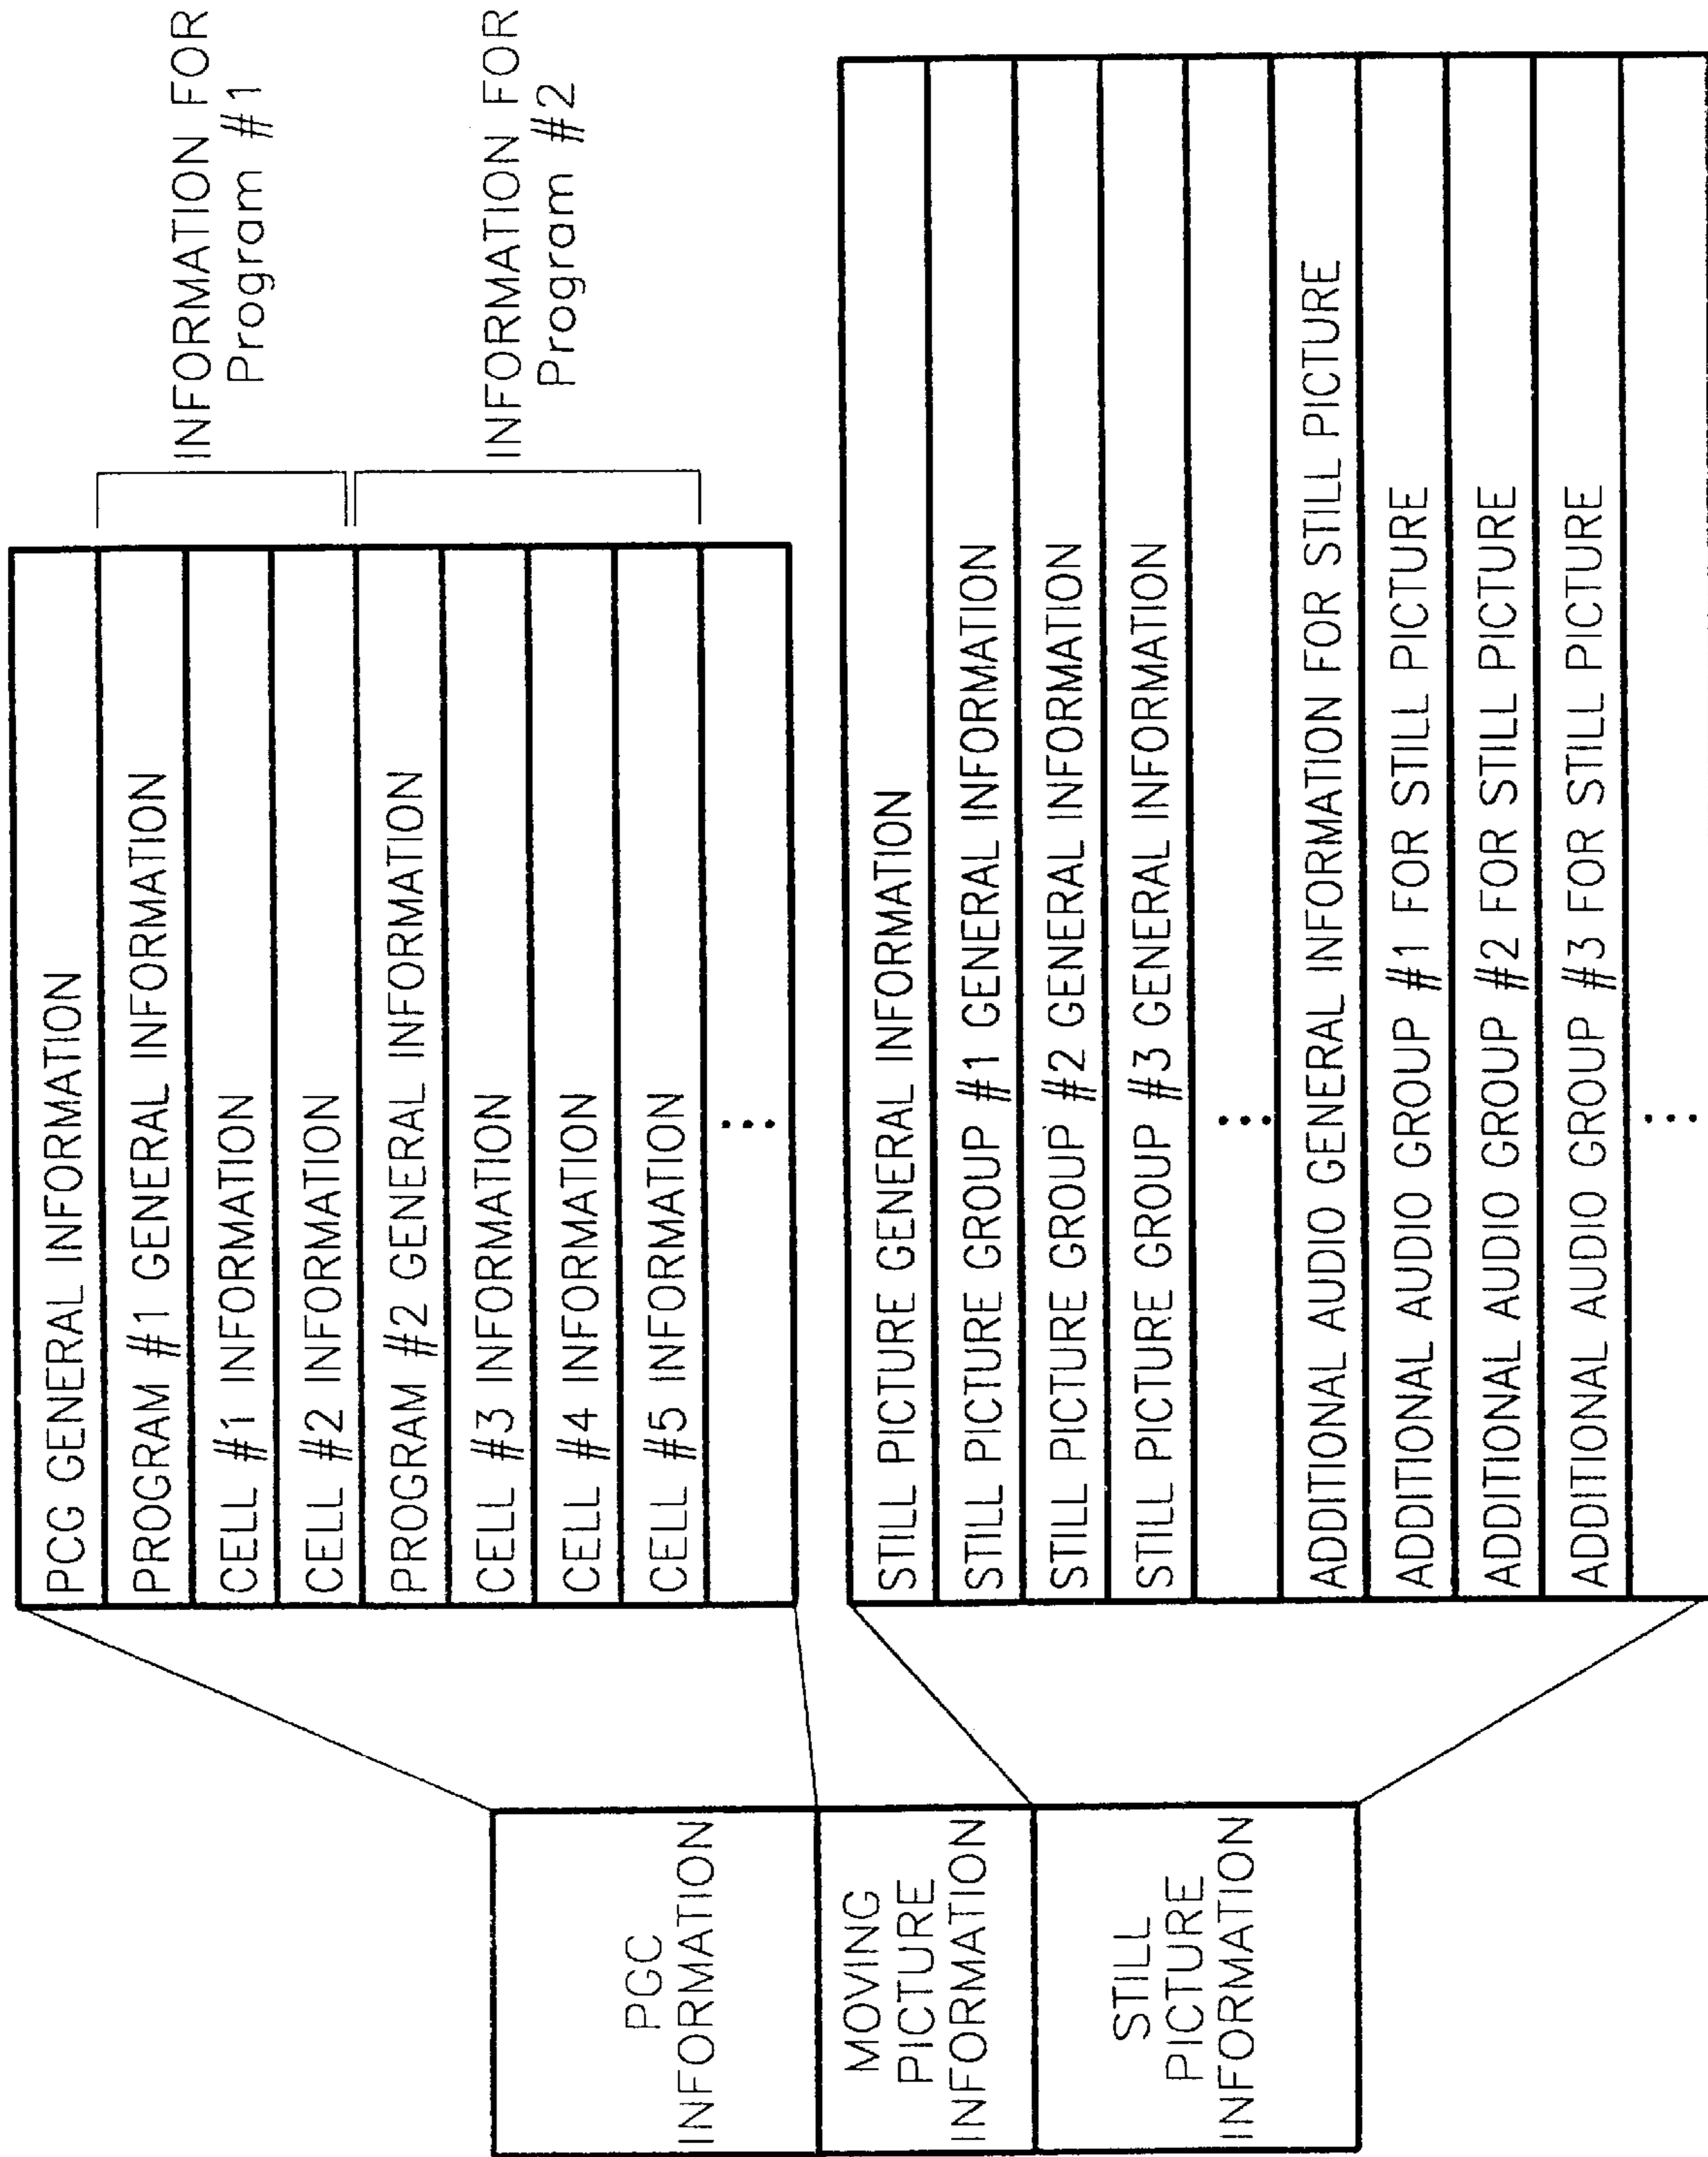 PGC
INFORMATION
MOVING
PICTURE
INFORMATION
STILL
PICTURE
INFORMATION
PCG GENERAL INFORMATION
PROGRAM #1 GENERAL INFORMATION
CELL #1 INFORMATION
CELL #2 INFORMATION
PROGRAM #2 GENERAL INFORMATION
CELL #3 INFORMATION
CELL #4 INFORMATION
CELL #5 INFORMATION
...
INFORMATION FOR
Program #1
INFORMATION FOR
Program #2
STILL PICTURE GENERAL INFORMATION
STILL PICTURE GROUP #1 GENERAL INFORMATION
STILL PICTURE GROUP #2 GENERAL INFORMATION
STILL PICTURE GROUP #3 GENERAL INFORMATION
...
ADDITIONAL AUDIO GENERAL INFORMATION FOR STILL PICTURE
ADDITIONAL AUDIO GROUP #1 FOR STILL PICTURE
ADDITIONAL AUDIO GROUP #2 FOR STILL PICTURE
ADDITIONAL AUDIO GROUP #3 FOR STILL PICTURE
...